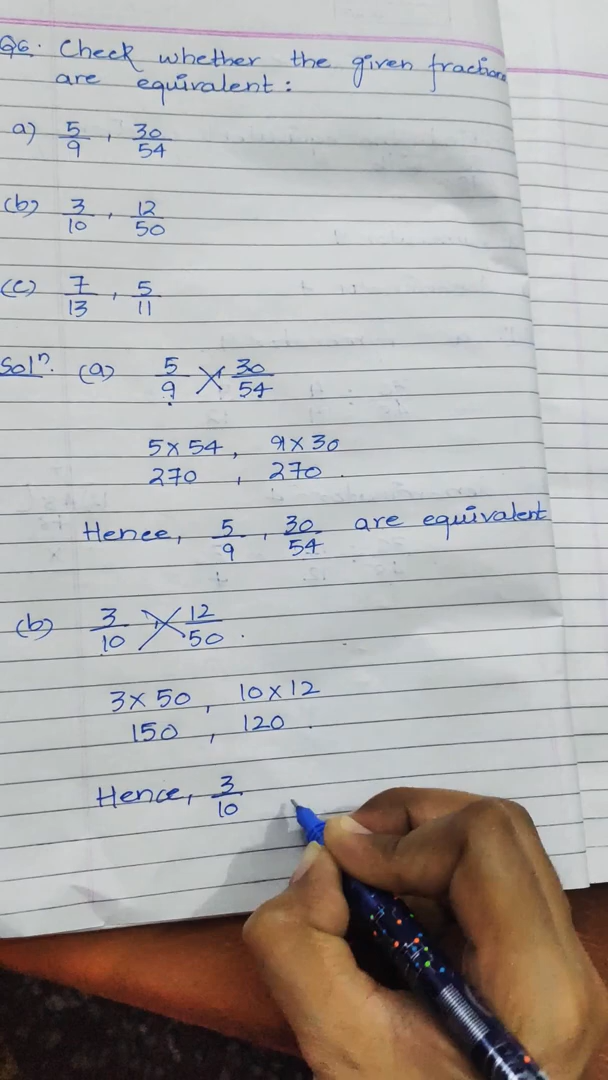 Q6. Check whether the given fractions
are equivalent:
a) 5/9, 30/54
(b) 3/10, 12/50
(c) 7/13, 5/11
Solⁿ. (a) 5/9 × 30/54
5×54, 9×30
270, 270.
Hence, 5/9, 30/54 are equivalent
(b) 3/10 × 12/50.
3×50, 10×12
150, 120.
Hence, 3/10